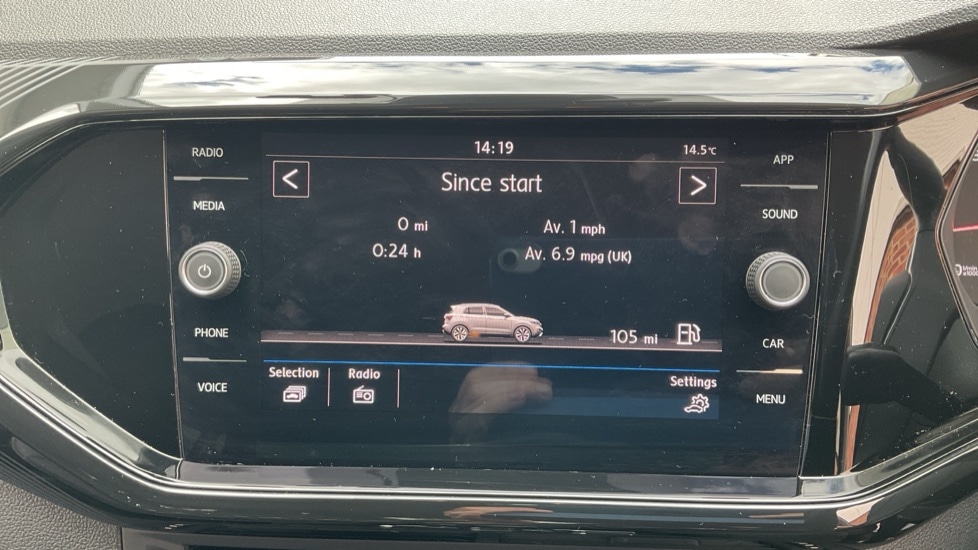 RADIO
MEDIA
PHONE
VOICE
14:19
14.5°C
Since start
0 mi
Av. 1 mph
0:24 h
Av. 6.9 mpg (UK)
105 mi
Selection
Radio
Settings
APP
SOUND
CAR
MENU